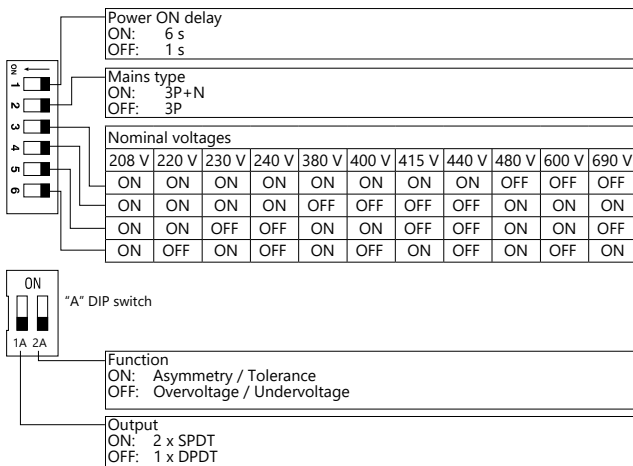 Power ON delay
ON: 6 s
OFF: 1 s
Mains type
ON: 3P+N
OFF: 3P
Nominal voltages
208 V 220 V 230 V 240 V 380 V 400 V 415 V 440 V 480 V 600 V 690 V
ON ON ON ON ON ON ON ON OFF OFF OFF
ON ON ON ON OFF OFF OFF OFF ON ON ON
ON ON OFF OFF ON ON OFF OFF ON ON OFF
ON OFF ON OFF ON OFF ON OFF ON OFF ON
ON
1
2
3
4
5
6
ON
1A 2A
"A" DIP switch
Function
ON: Asymmetry / Tolerance
OFF: Overvoltage / Undervoltage
Output
ON: 2 x SPDT
OFF: 1 x DPDT